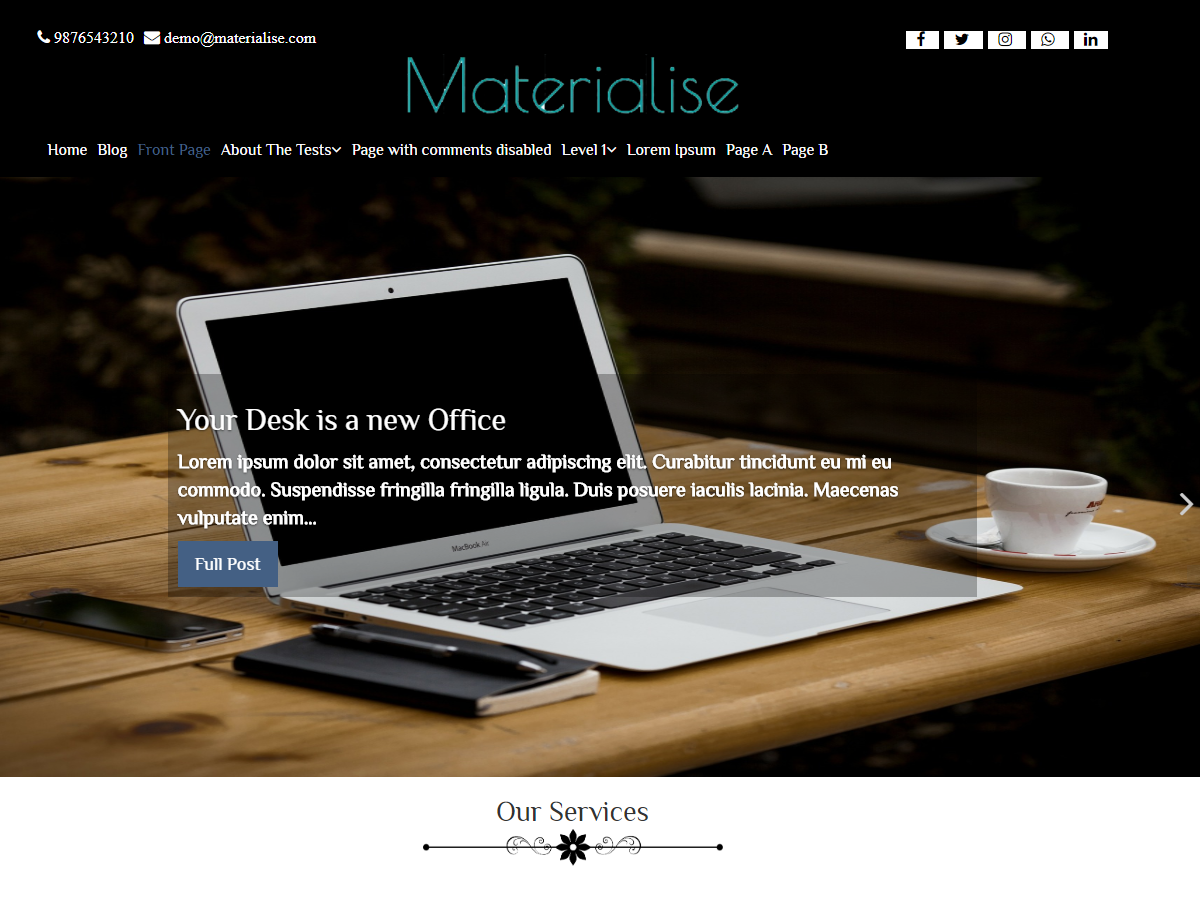 9876543210 demo@materialise.com
Materialise
Home Blog Front Page About The Tests Page with comments disabled Level 1 Lorem Ipsum Page A Page B
Your Desk is a new Office
Lorem ipsum dolor sit amet, consectetur adipiscing elit. Curabitur tincidunt eu mi eu
commodo. Suspendisse fringilla fringilla ligula. Duis posuere iaculis lacinia. Maecenas
vulputate enim...
Full Post
MacBook Air
Our Services